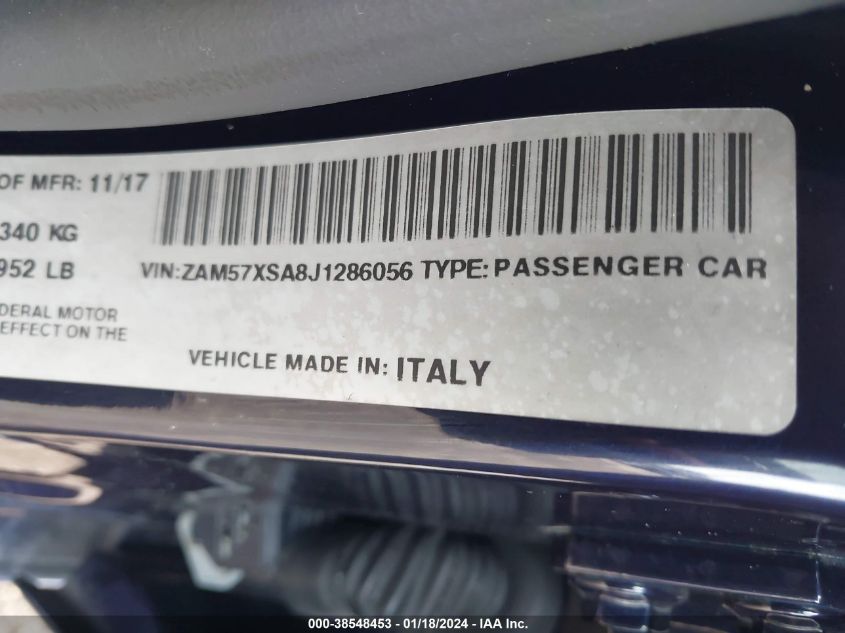 OF MFR: 11/17
340 KG
952 LB
VIN:ZAM57XSA8J1286056 TYPE: PASSENGER CAR
DERAL MOTOR
EFFECT ON THE
VEHICLE MADE IN: ITALY
000-38548453 - 01/18/2024 - IAA Inc.